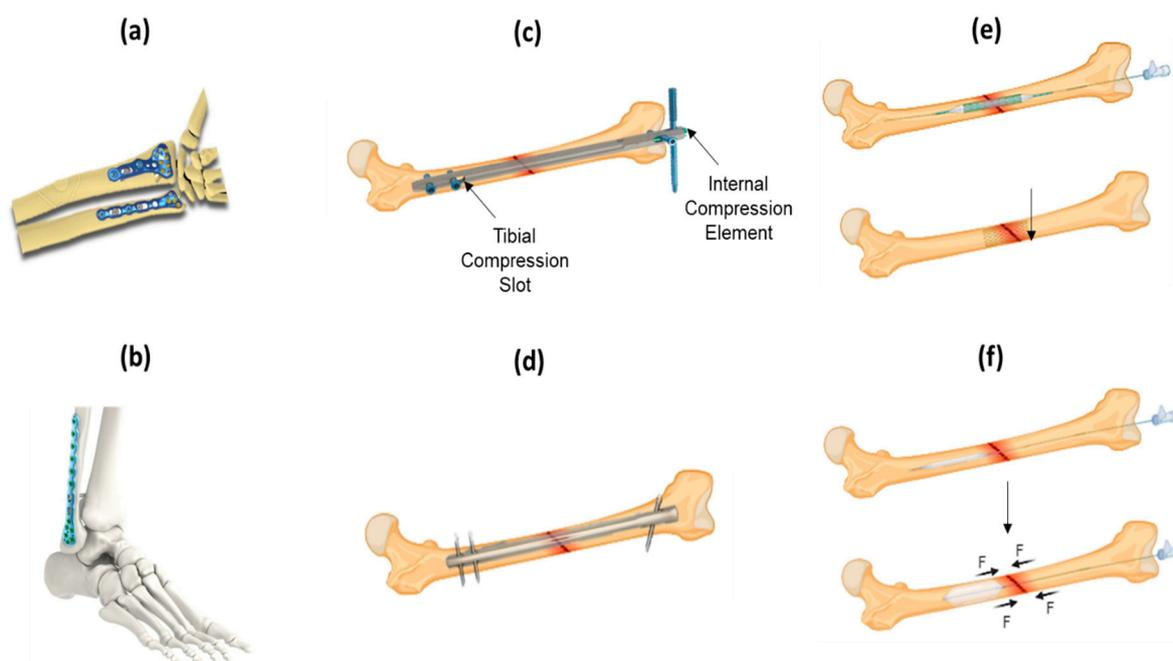 (a)
(c)
(e)
Internal
Compression
Element
Tibial
Compression
Slot
(b)
(d)
(f)
F
F
F
F